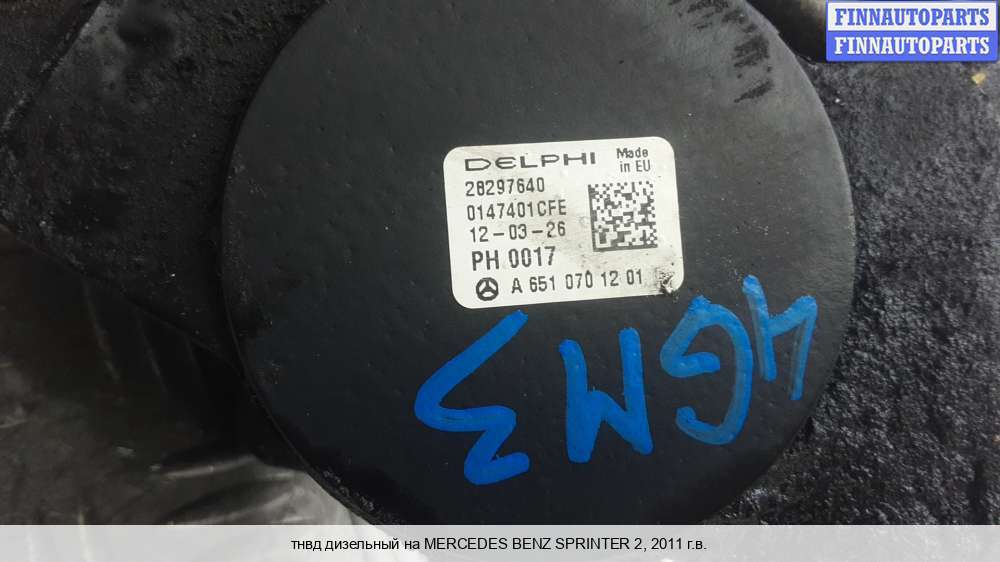 FINNAUTOPARTS
FINNAUTOPARTS
DELPHI Made in EU
28297640
0147401CFE
12-03-26
PH 0017
A 651 070 12 01
4GM3
тнвд дизельный на MERCEDES BENZ SPRINTER 2, 2011 г.в.